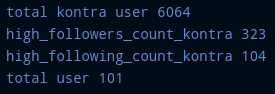 total kontra user 6064
high_followers_count_kontra 323
high_following_count_kontra 104
total user 101